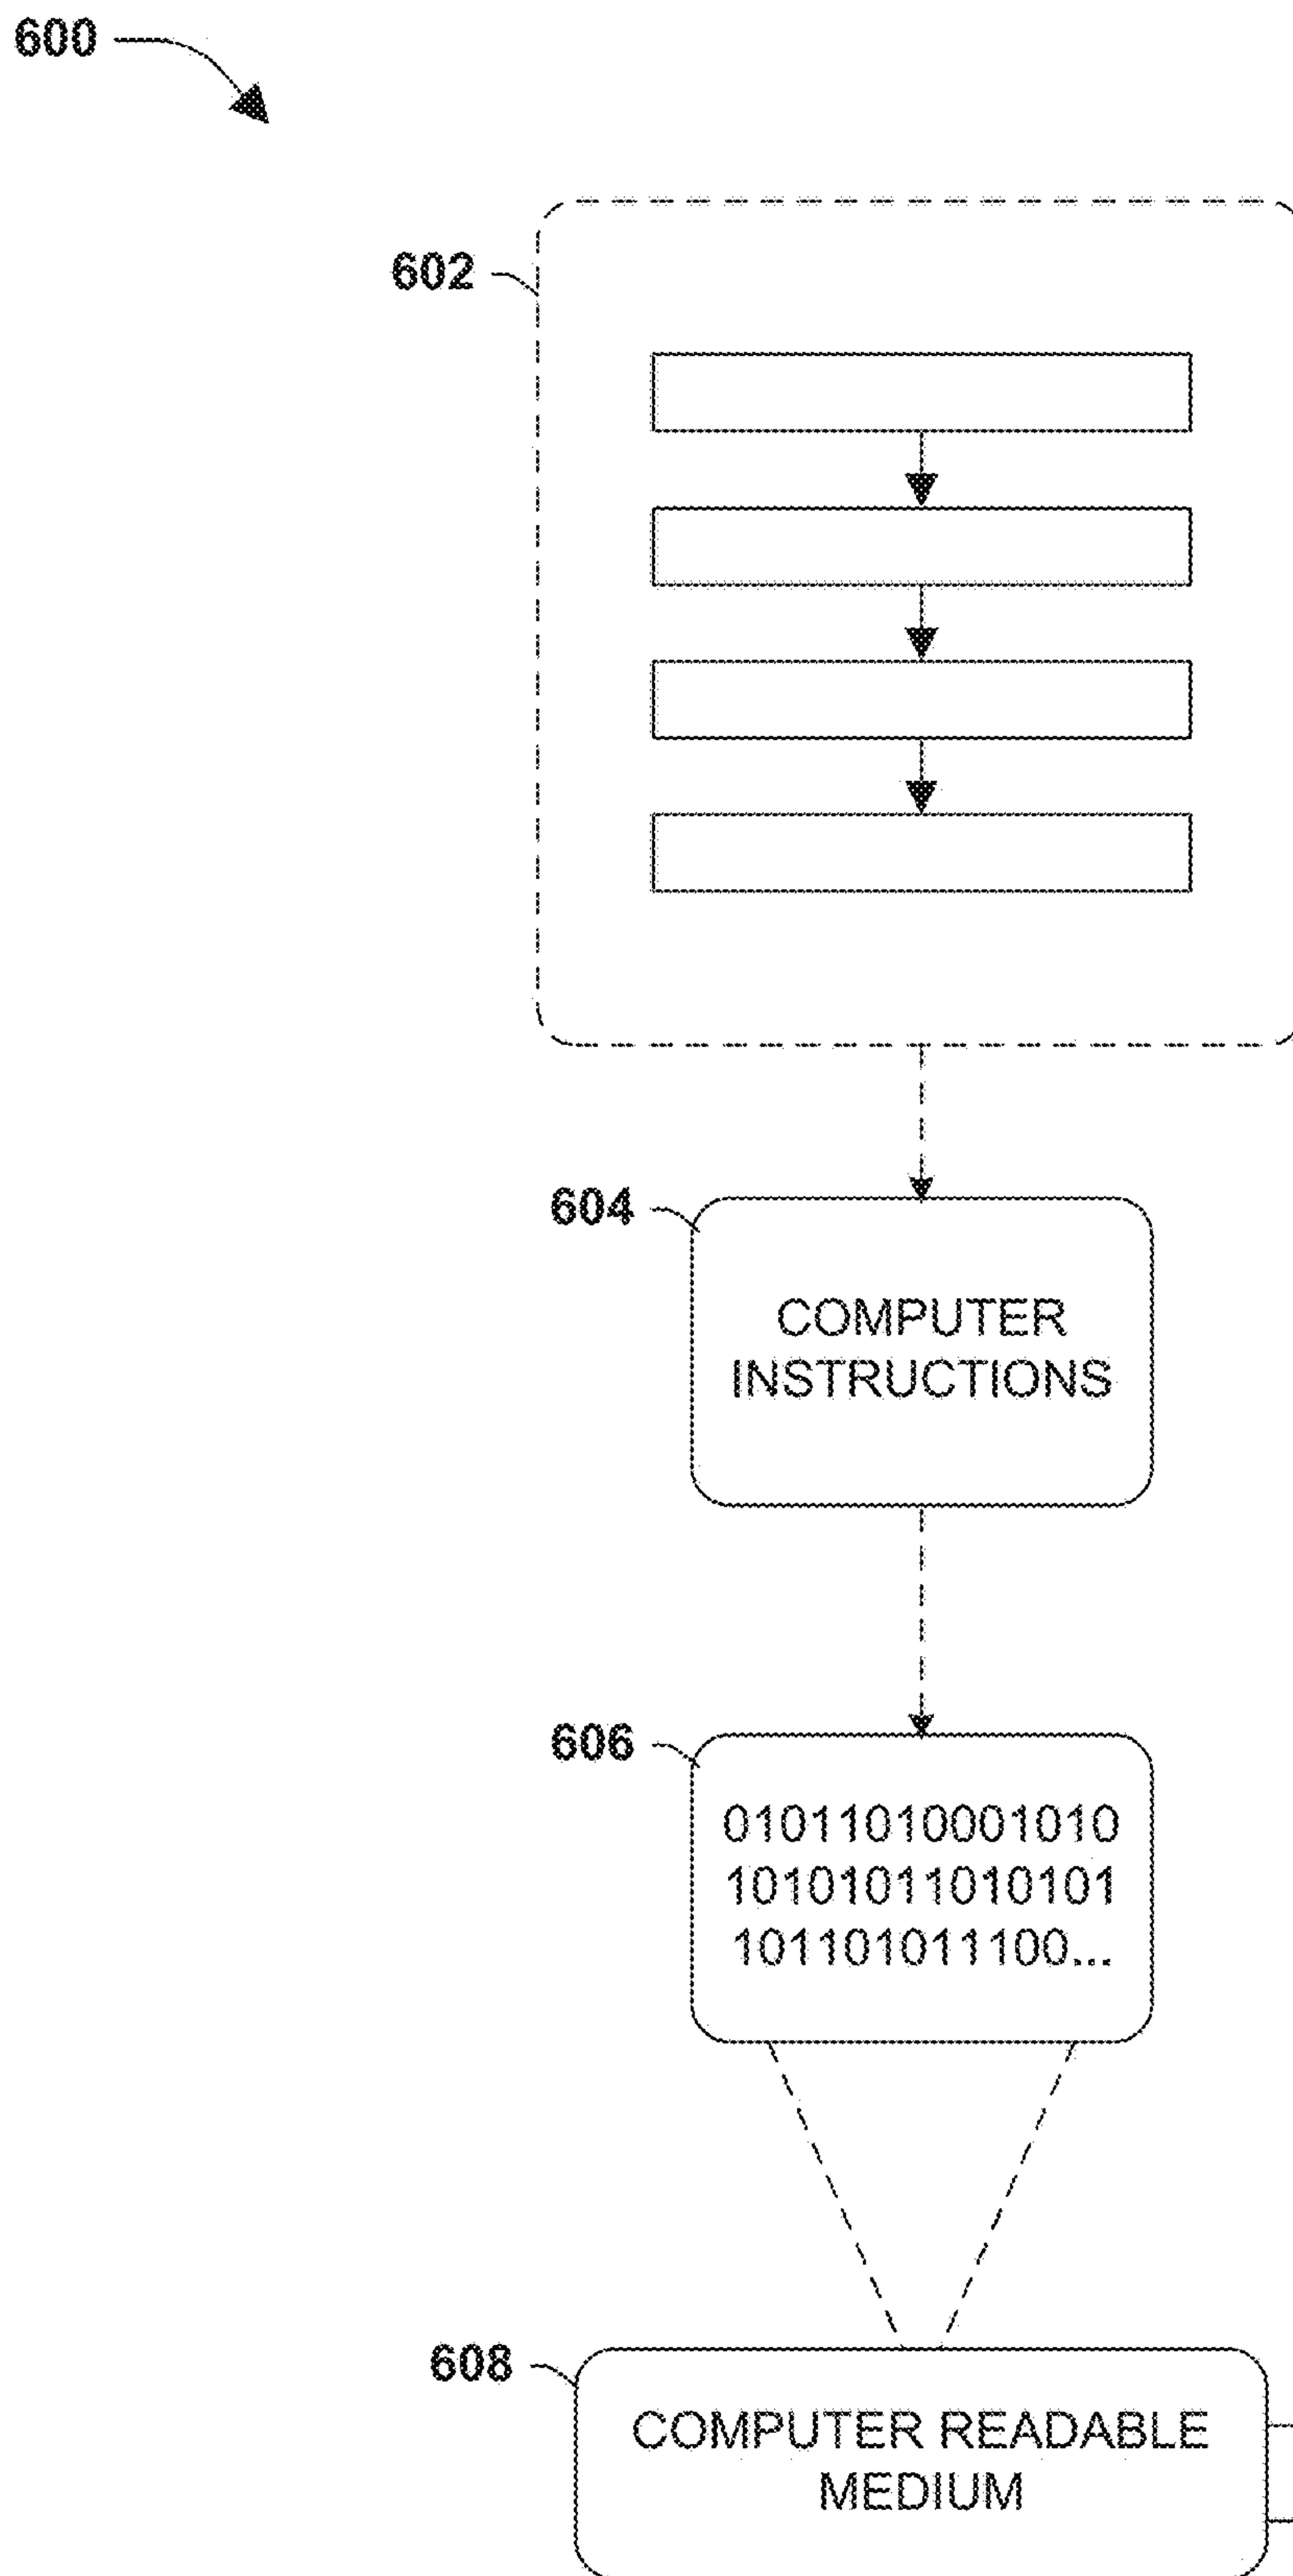 600
602
604
COMPUTER
INSTRUCTIONS
606
01011010001010
10101011010101
101101011100...
608
COMPUTER READABLE
MEDIUM